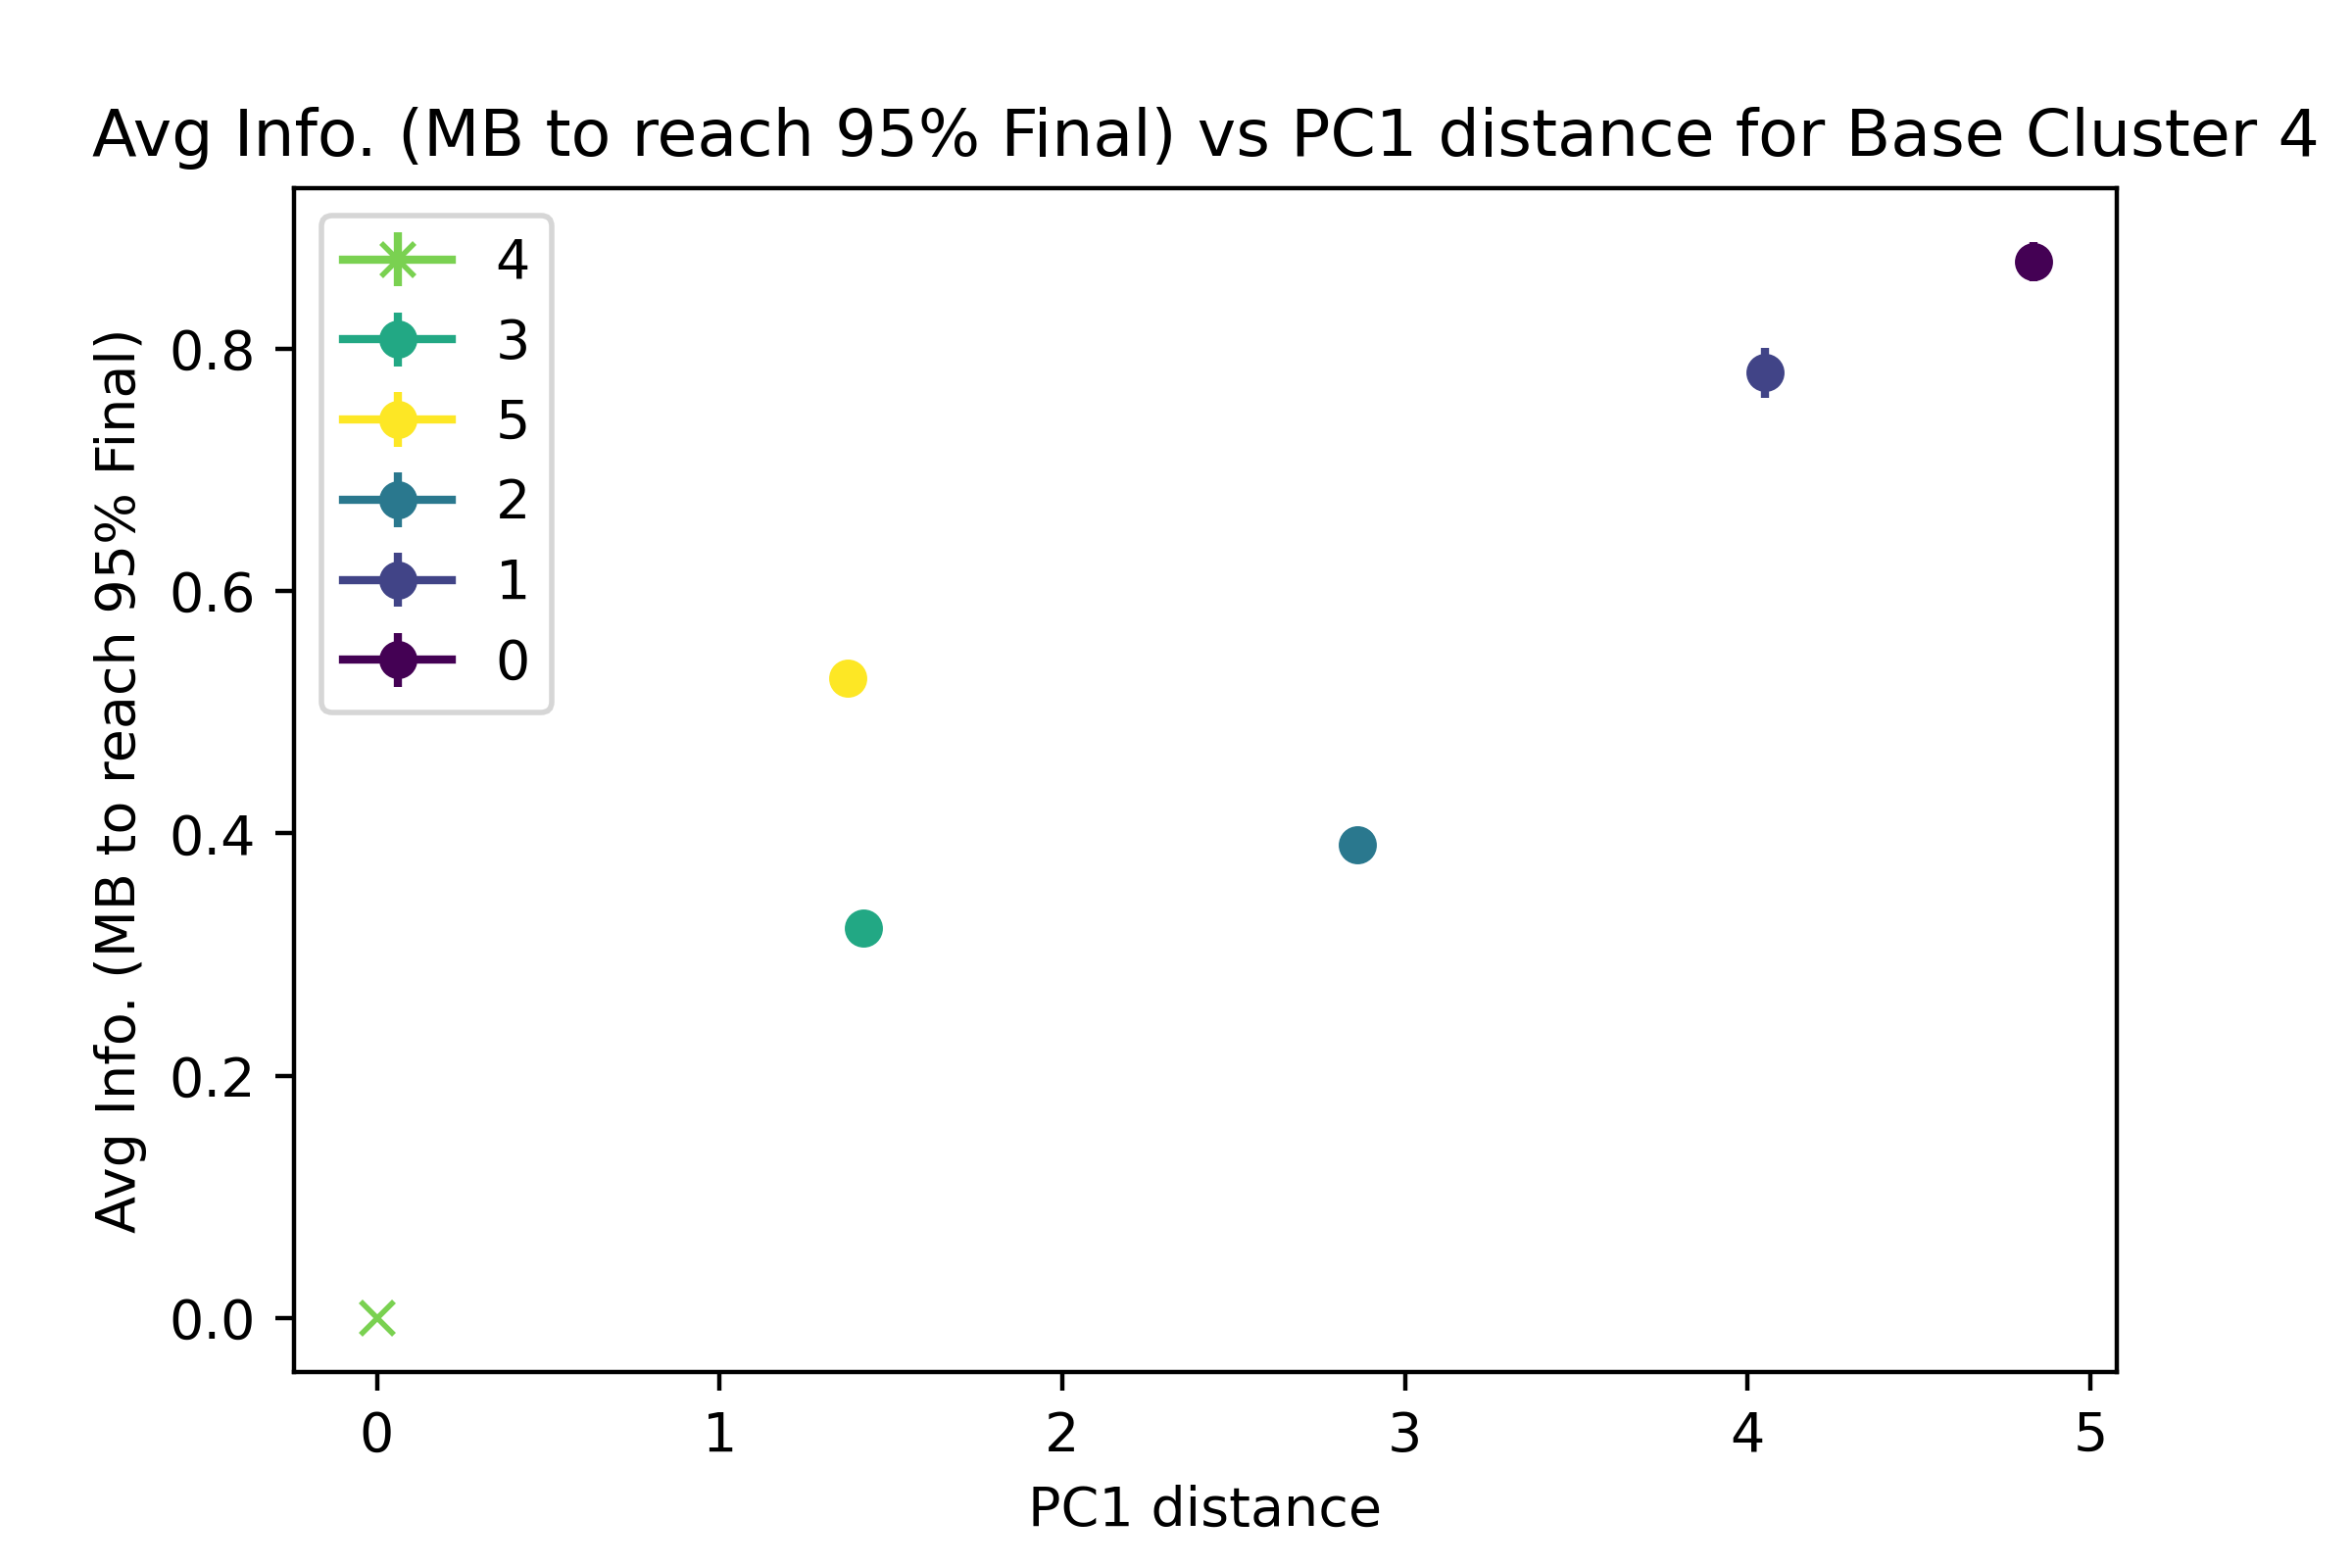 Avg Info. (MB to reach 95% Final) vs PC1 distance for Base Cluster 4
4
3
5
2
1
0
Avg Info. (MB to reach 95% Final)
0.8
0.6
0.4
0.2
0.0
0 1 2 3 4 5
PC1 distance